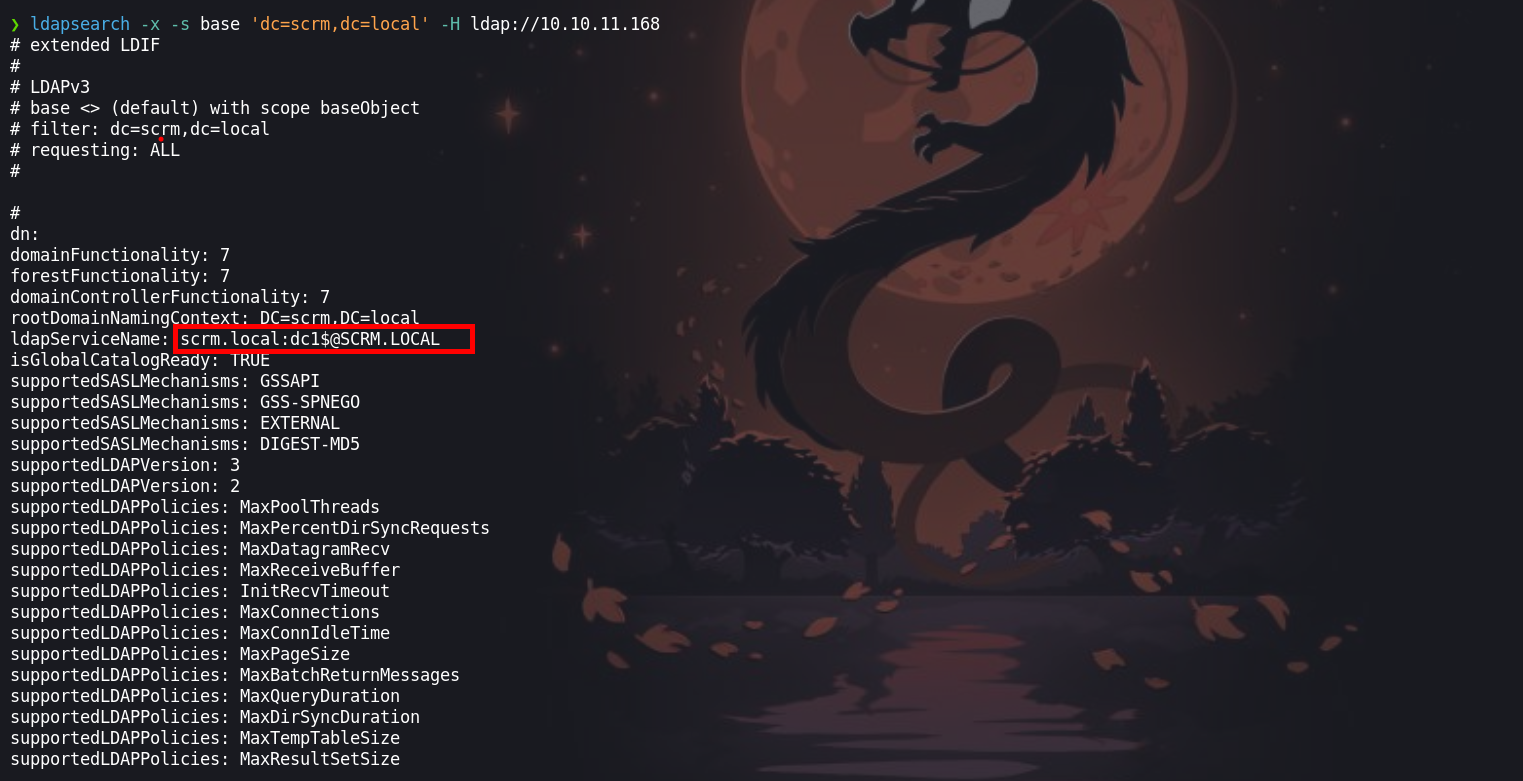 ❯ ldapsearch -x -s base 'dc=scrm,dc=local' -H ldap://10.10.11.168
# extended LDIF
#
# LDAPv3
# base <> (default) with scope baseObject
# filter: dc=scrm,dc=local
# requesting: ALL
#
#
dn:
domainFunctionality: 7
forestFunctionality: 7
domainControllerFunctionality: 7
rootDomainNamingContext: DC=scrm,DC=local
ldapServiceName: scrm.local:dc1$@SCRM.LOCAL
isGlobalCatalogReady: TRUE
supportedSASLMechanisms: GSSAPI
supportedSASLMechanisms: GSS-SPNEGO
supportedSASLMechanisms: EXTERNAL
supportedSASLMechanisms: DIGEST-MD5
supportedLDAPVersion: 3
supportedLDAPVersion: 2
supportedLDAPPolicies: MaxPoolThreads
supportedLDAPPolicies: MaxPercentDirSyncRequests
supportedLDAPPolicies: MaxDatagramRecv
supportedLDAPPolicies: MaxReceiveBuffer
supportedLDAPPolicies: InitRecvTimeout
supportedLDAPPolicies: MaxConnections
supportedLDAPPolicies: MaxConnIdleTime
supportedLDAPPolicies: MaxPageSize
supportedLDAPPolicies: MaxBatchReturnMessages
supportedLDAPPolicies: MaxQueryDuration
supportedLDAPPolicies: MaxDirSyncDuration
supportedLDAPPolicies: MaxTempTableSize
supportedLDAPPolicies: MaxResultSetSize